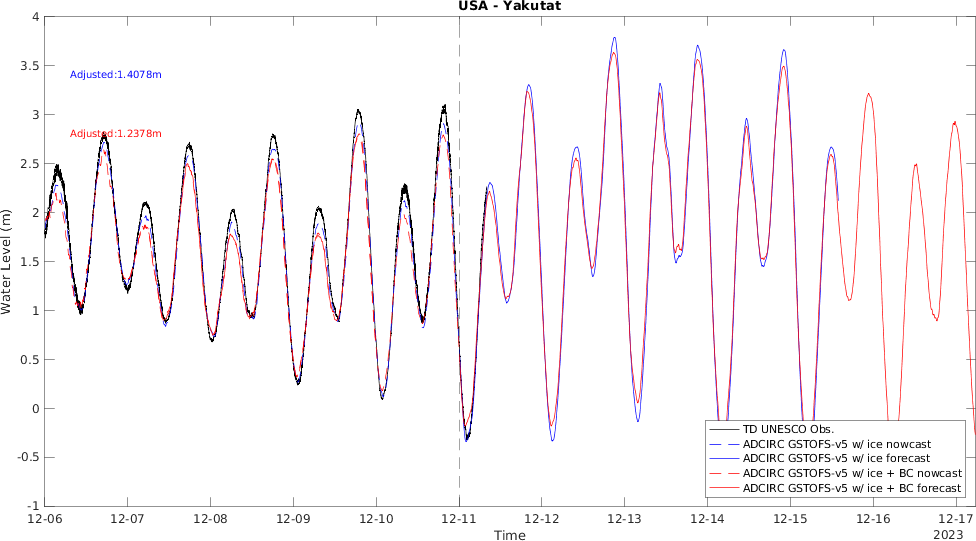 USA - Yakutat
4
3.5
3
2.5
2
1.5
1
0.5
0
-0.5
-1
Water Level (m)
Adjusted:1.4078m
Adjusted:1.2378m
TD UNESCO Obs.
ADCIRC GSTOFS-v5 w/ ice nowcast
ADCIRC GSTOFS-v5 w/ ice forecast
ADCIRC GSTOFS-v5 w/ ice + BC nowcast
ADCIRC GSTOFS-v5 w/ ice + BC forecast
12-06 12-07 12-08 12-09 12-10 12-11 12-12 12-13 12-14 12-15 12-16 12-17
Time
2023